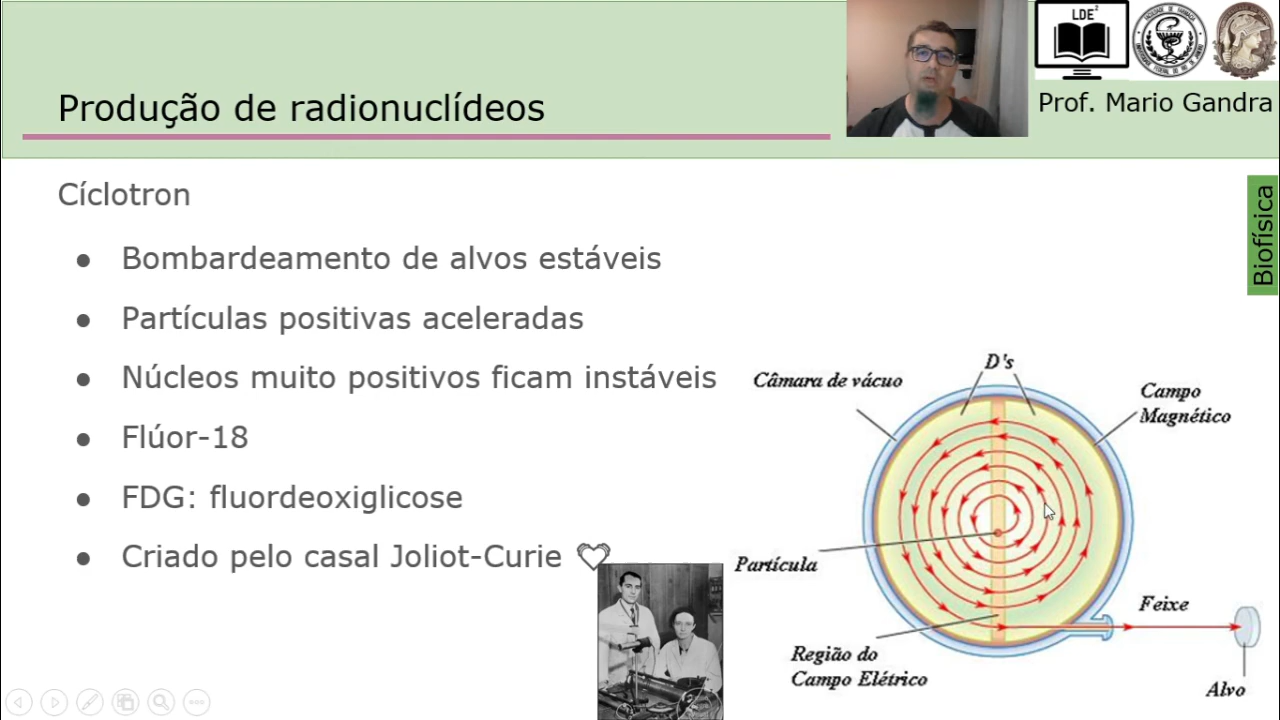 LDE²
Produção de radionuclídeos
Prof. Mario Gandra
Biofísica
Cíclotron
● Bombardeamento de alvos estáveis
● Partículas positivas aceleradas
● Núcleos muito positivos ficam instáveis
● Flúor-18
● FDG: fluordeoxiglicose
● Criado pelo casal Joliot-Curie
D's
Câmara de vácuo
Campo
Magnético
Partícula
Feixe
Região do
Campo Elétrico
Alvo